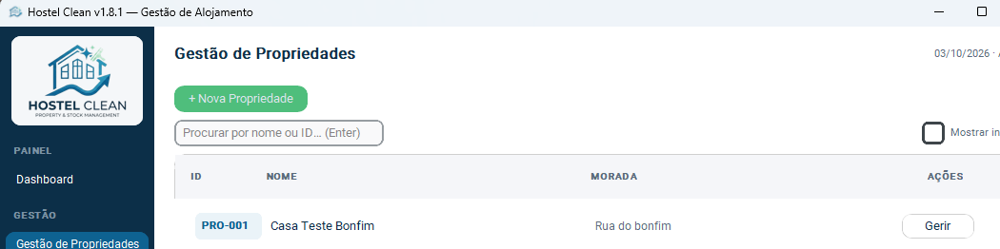 Hostel Clean v1.8.1 — Gestão de Alojamento
HOSTEL CLEAN
PROPERTY & STOCK MANAGEMENT
PAINEL
Dashboard
GESTÃO
Gestão de Propriedades
Gestão de Propriedades
03/10/2026 ·
+ Nova Propriedade
Procurar por nome ou ID... (Enter)
Mostrar in
ID NOME MORADA AÇÕES
PRO-001 Casa Teste Bonfim Rua do bonfim Gerir